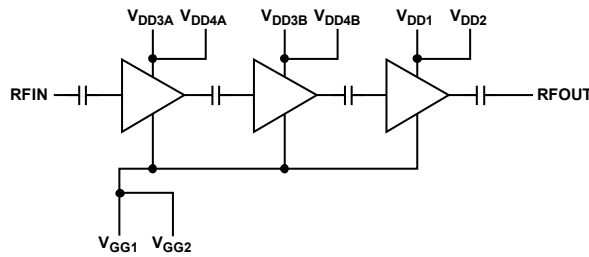 VDD3A VDD4A VDD3B VDD4B VDD1 VDD2
RFIN RFOUT
VGG1 VGG2